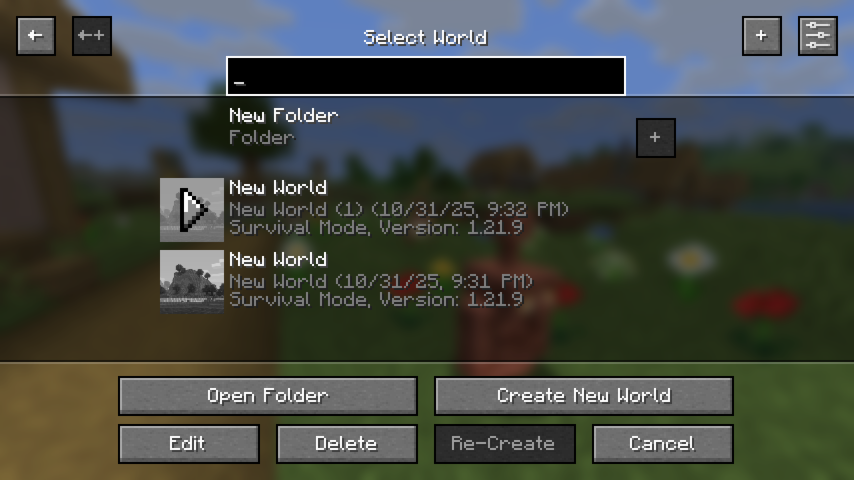 Select World
_
New Folder
Folder
New World
New World (1) (10/31/25, 9:32 PM)
Survival Mode, Version: 1.21.9
New World
New World (10/31/25, 9:31 PM)
Survival Mode, Version: 1.21.9
Open Folder
Create New World
Edit
Delete
Re-Create
Cancel